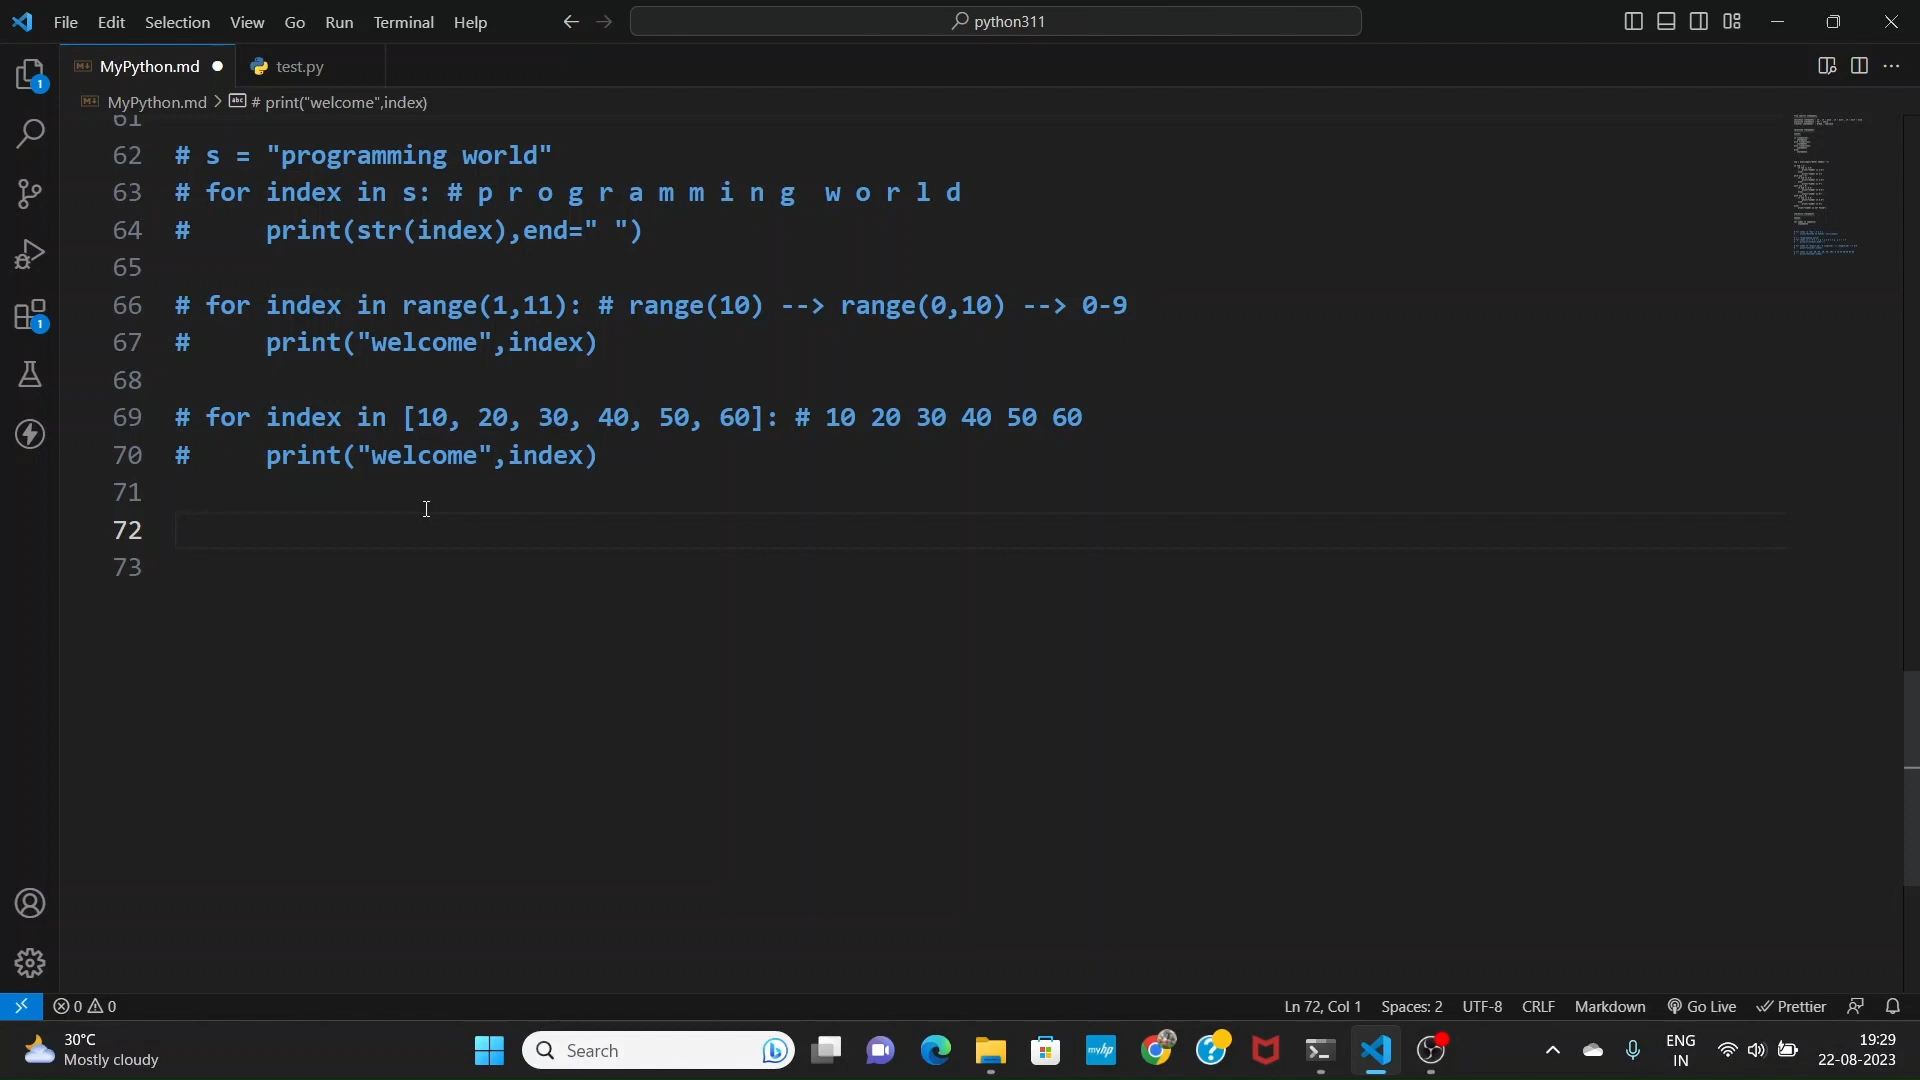 File Edit Selection View Go Run Terminal Help
python311
MyPython.md
test.py
MyPython.md > # print("welcome",index)
61
62 # s = "programming world"
63 # for index in s: # p r o g r a m m i n g  w o r l d
64 #     print(str(index),end=" ")
65
66 # for index in range(1,11): # range(10) --> range(0,10) --> 0-9
67 #     print("welcome",index)
68
69 # for index in [10, 20, 30, 40, 50, 60]: # 10 20 30 40 50 60
70 #     print("welcome",index)
71
72
73
1
1
0 0
Ln 72, Col 1 Spaces: 2 UTF-8 CRLF Markdown Go Live Prettier
30°C
Mostly cloudy
Search
myhp
ENG
IN
19:29
22-08-2023